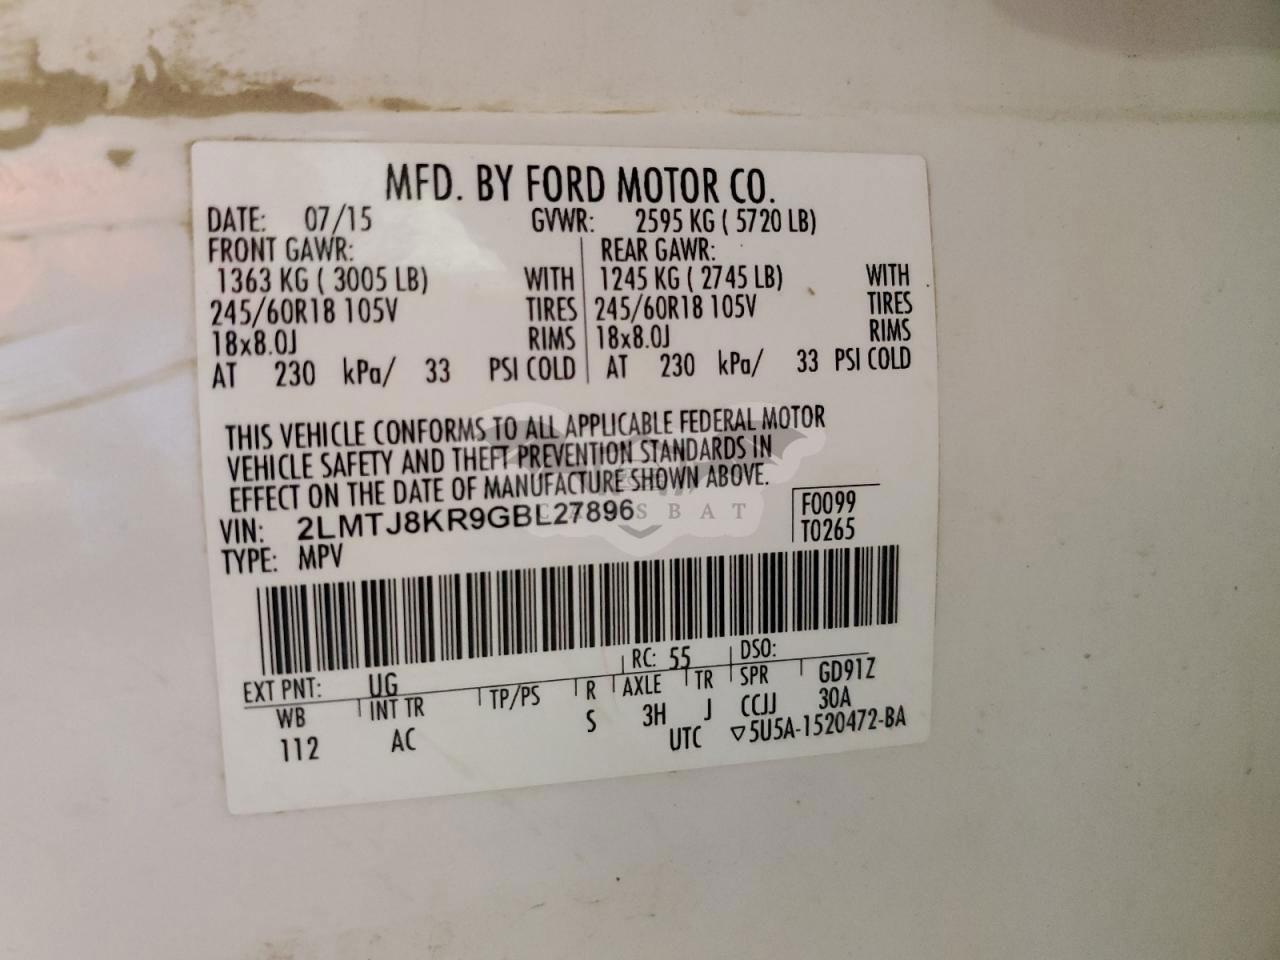 MFD. BY FORD MOTOR CO.
DATE: 07/15 GVWR: 2595 KG ( 5720 LB)
FRONT GAWR: REAR GAWR:
1363 KG ( 3005 LB) WITH 1245 KG ( 2745 LB) WITH
245/60R18 105V TIRES 245/60R18 105V TIRES
18x8.0J RIMS 18x8.0J RIMS
AT 230 kPa/ 33 PSI COLD AT 230 kPa/ 33 PSI COLD
THIS VEHICLE CONFORMS TO ALL APPLICABLE FEDERAL MOTOR
VEHICLE SAFETY AND THEFT PREVENTION STANDARDS IN
EFFECT ON THE DATE OF MANUFACTURE SHOWN ABOVE.
CARSBAT
VIN: 2LMTJ8KR9GBL27896 F0099
TYPE: MPV T0265
EXT PNT: UG RC: 55 DSO:
WB INT TR TP/PS R AXLE TR SPR GD91Z
112 AC S 3H J CCJJ 30A
UTC ▽5U5A-1520472-BA